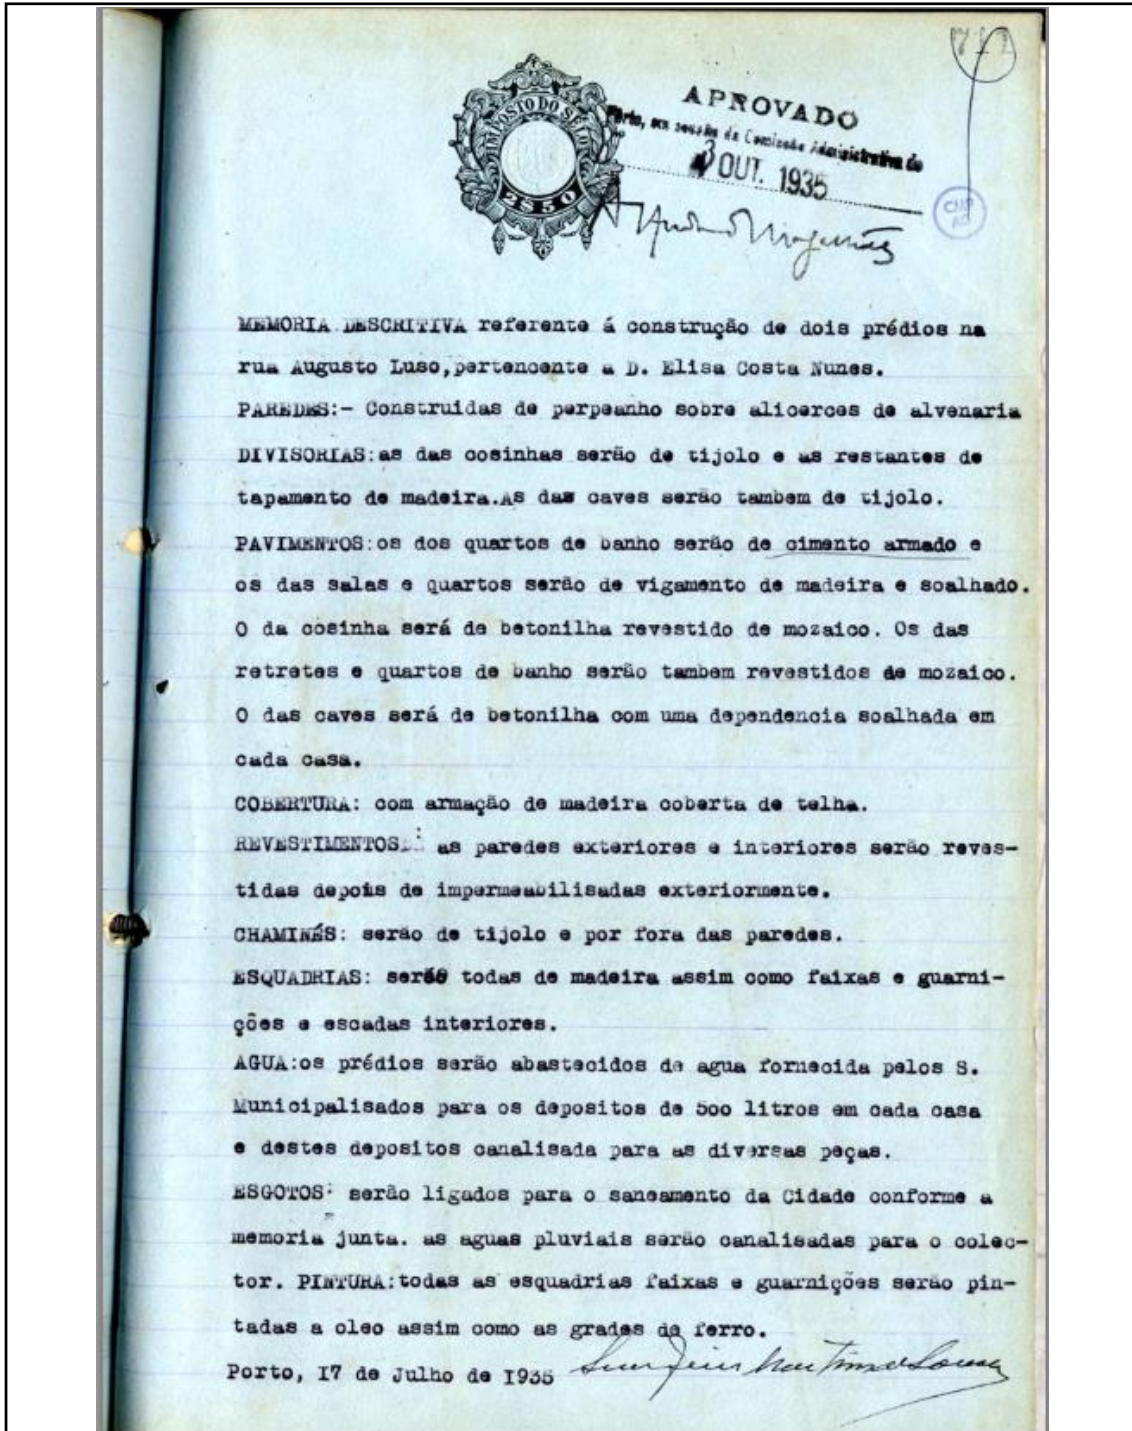 711
IMPOSTO DO SELO
2$50
APROVADO
Porto, em sessão da Comissão Administrativa de
3 OUT. 1935
CMP
AG
MEMORIA DESCRITIVA referente á construção de dois prédios na
rua Augusto Luso,pertencente a D. Elisa Costa Nunes.
PAREDES:- Construidas de perpeanho sobre alicerces de alvenaria
DIVISORIAS:as das cosinhas serão de tijolo e as restantes de
tapamento de madeira.As das caves serão tambem de tijolo.
PAVIMENTOS:os dos quartos de banho serão de cimento armado e
os das salas e quartos serão de vigamento de madeira e soalhado.
O da cosinha será de betonilha revestido de mozaico. Os das
retretes e quartos de banho serão tambem revestidos de mozaico.
O das caves será de betonilha com uma dependencia soalhada em
cada casa.
COBERTURA: com armação de madeira coberta de telha.
REVESTIMENTOS: as paredes exteriores e interiores serão reves-
tidas depois de impermeabilisadas exteriormente.
CHAMINÉS: serão de tijolo e por fora das paredes.
ESQUADRIAS: serão todas de madeira assim como faixas e guarni-
ções e escadas interiores.
AGUA:os prédios serão abastecidos de agua fornecida pelos S.
Municipalisados para os depositos de 500 litros em cada casa
e destes depositos canalisada para as diversas peças.
ESGOTOS: serão ligados para o saneamento da Cidade conforme a
memoria junta. as aguas pluviais serão canalisadas para o colec-
tor. PINTURA:todas as esquadrias faixas e guarnições serão pin-
tadas a oleo assim como as grades de ferro.
Porto, I7 de Julho de I935